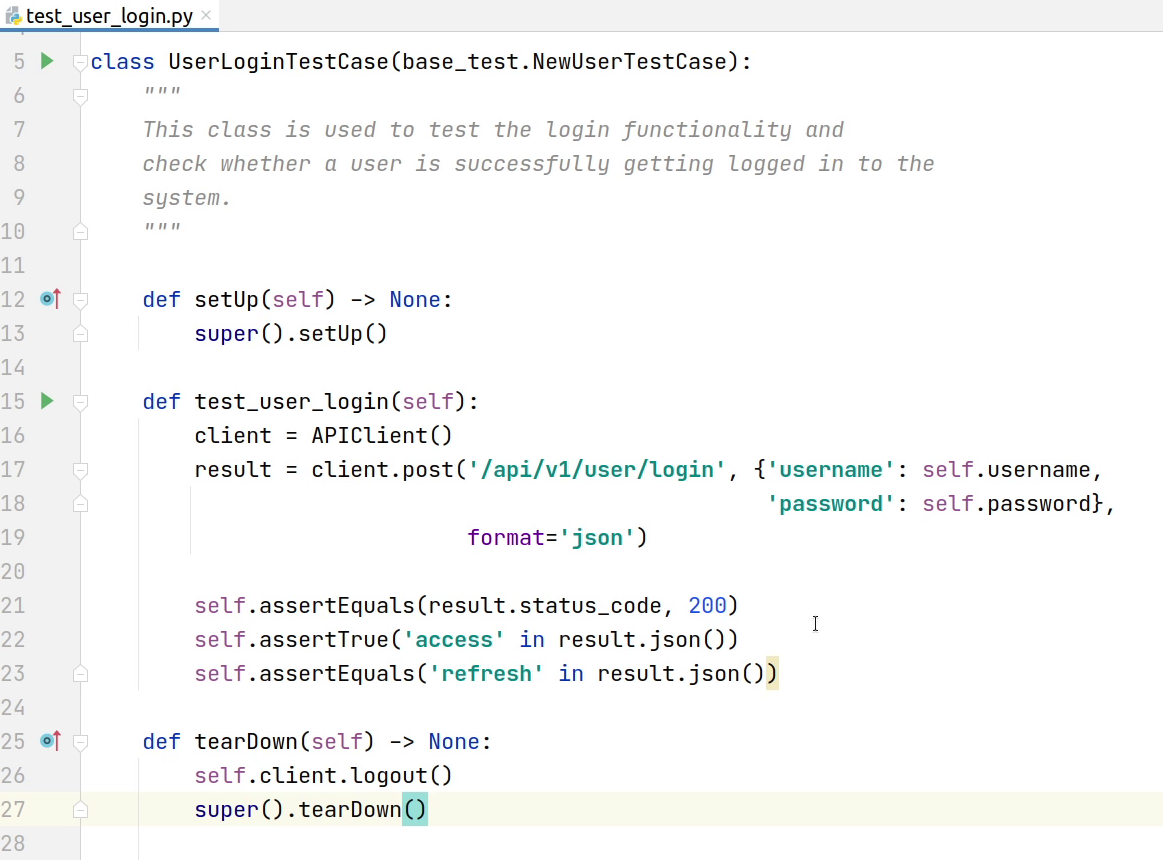 test_user_login.py
5 class UserLoginTestCase(base_test.NewUserTestCase):
6 """
7 This class is used to test the login functionality and
8 check whether a user is successfully getting logged in to the
9 system.
10 """
11
12 def setUp(self) -> None:
13 super().setUp()
14
15 def test_user_login(self):
16 client = APIClient()
17 result = client.post('/api/v1/user/login', {'username': self.username,
18 'password': self.password},
19 format='json')
20
21 self.assertEquals(result.status_code, 200)
22 self.assertTrue('access' in result.json())
23 self.assertEquals('refresh' in result.json())
24
25 def tearDown(self) -> None:
26 self.client.logout()
27 super().tearDown()
28